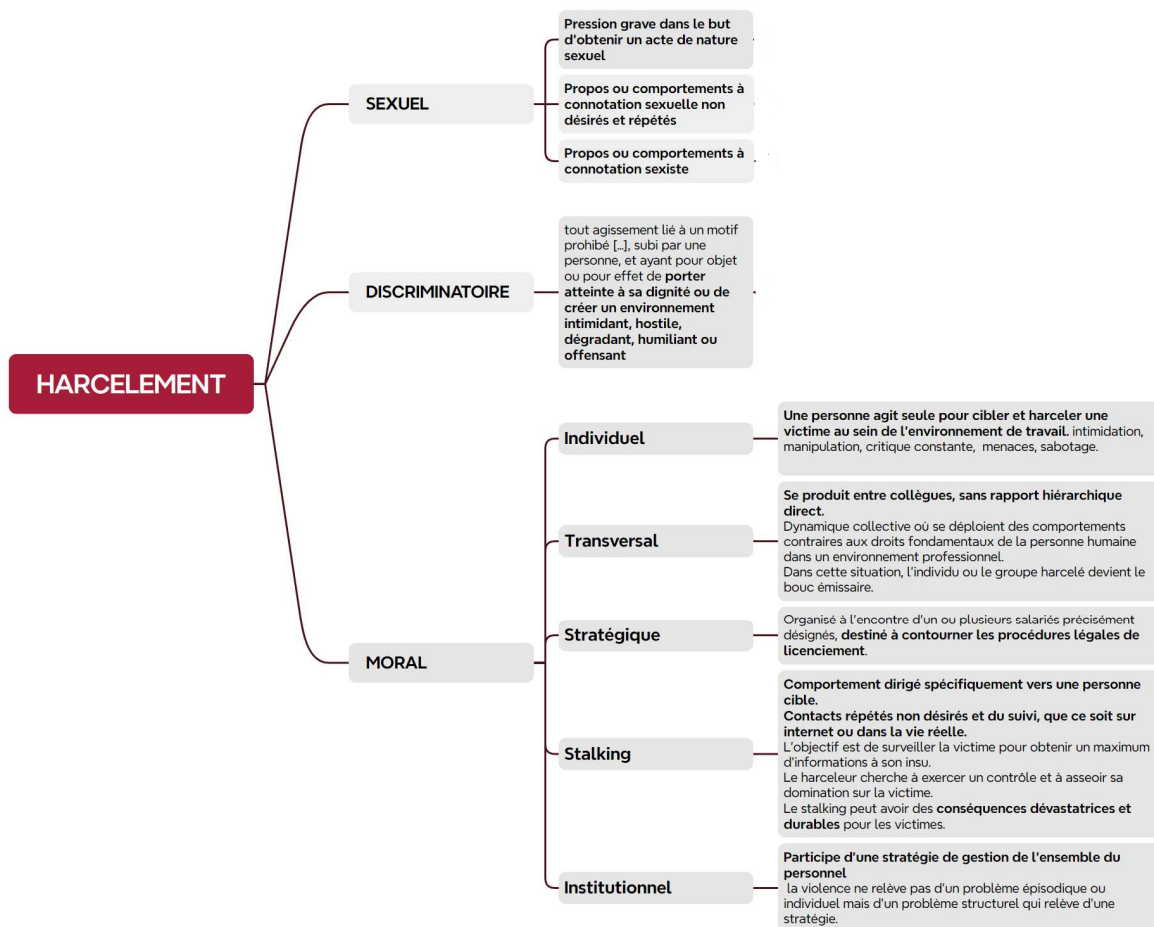 Pression grave dans le but
d'obtenir un acte de nature
sexuel
SEXUEL
Propos ou comportements à
connotation sexuelle non
désirés et répétés
Propos ou comportements à
connotation sexiste
tout agissement lié à un motif
prohibé [...], subi par une
personne, et ayant pour objet
ou pour effet de porter
atteinte à sa dignité ou de
créer un environnement
intimidant, hostile,
dégradant, humiliant ou
offensant
DISCRIMINATOIRE
HARCELEMENT
Individuel
Une personne agit seule pour cibler et harceler une
victime au sein de l'environnement de travail. intimidation,
manipulation, critique constante, menaces, sabotage.
Transversal
Se produit entre collègues, sans rapport hiérarchique
direct.
Dynamique collective où se déploient des comportements
contraires aux droits fondamentaux de la personne humaine
dans un environnement professionnel.
Dans cette situation, l'individu ou le groupe harcelé devient le
bouc émissaire.
Stratégique
Organisé à l'encontre d'un ou plusieurs salariés précisément
désignés, destiné à contourner les procédures légales de
licenciement.
MORAL
Stalking
Comportement dirigé spécifiquement vers une personne
cible.
Contacts répétés non désirés et du suivi, que ce soit sur
internet ou dans la vie réelle.
L'objectif est de surveiller la victime pour obtenir un maximum
d'informations à son insu.
Le harceleur cherche à exercer un contrôle et à asseoir sa
domination sur la victime.
Le stalking peut avoir des conséquences dévastatrices et
durables pour les victimes.
Institutionnel
Participe d'une stratégie de gestion de l'ensemble du
personnel
la violence ne relève pas d'un problème épisodique ou
individuel mais d'un problème structurel qui relève d'une
stratégie.